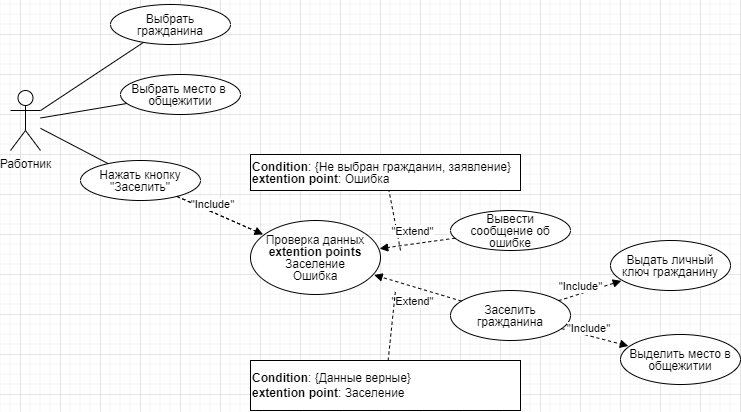 Выбрать
гражданина
Выбрать место в
общежитии
Работник
Нажать кнопку
"Заселить"
"Include"
Condition: {Не выбран гражданин, заявление}
extention point: Ошибка
"Extend"
Вывести
сообщение об
ошибке
Проверка данных
extention points
Заселение
Ошибка
Выдать личный
ключ гражданину
"Include"
"Extend"
Заселить
гражданина
"Include"
Выделить место в
общежитии
Condition: {Данные верные}
extention point: Заселение